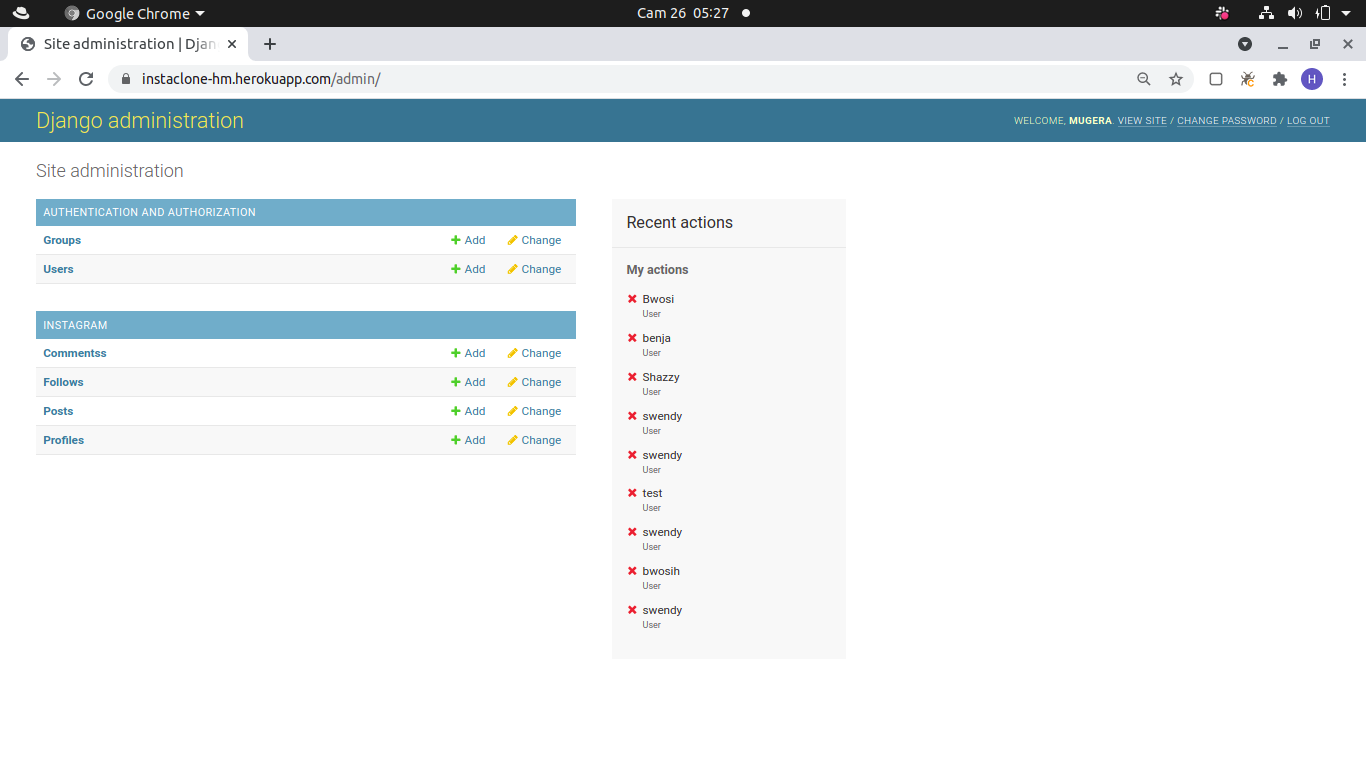 Google Chrome
Cam 26 05:27
Site administration | Djan
instaclone-hm.herokuapp.com/admin/
H
Django administration
WELCOME, MUGERA. VIEW SITE / CHANGE PASSWORD / LOG OUT
Site administration
AUTHENTICATION AND AUTHORIZATION
Groups Add Change
Users Add Change
INSTAGRAM
Commentss Add Change
Follows Add Change
Posts Add Change
Profiles Add Change
Recent actions
My actions
Bwosi
User
benja
User
Shazzy
User
swendy
User
swendy
User
test
User
swendy
User
bwosih
User
swendy
User